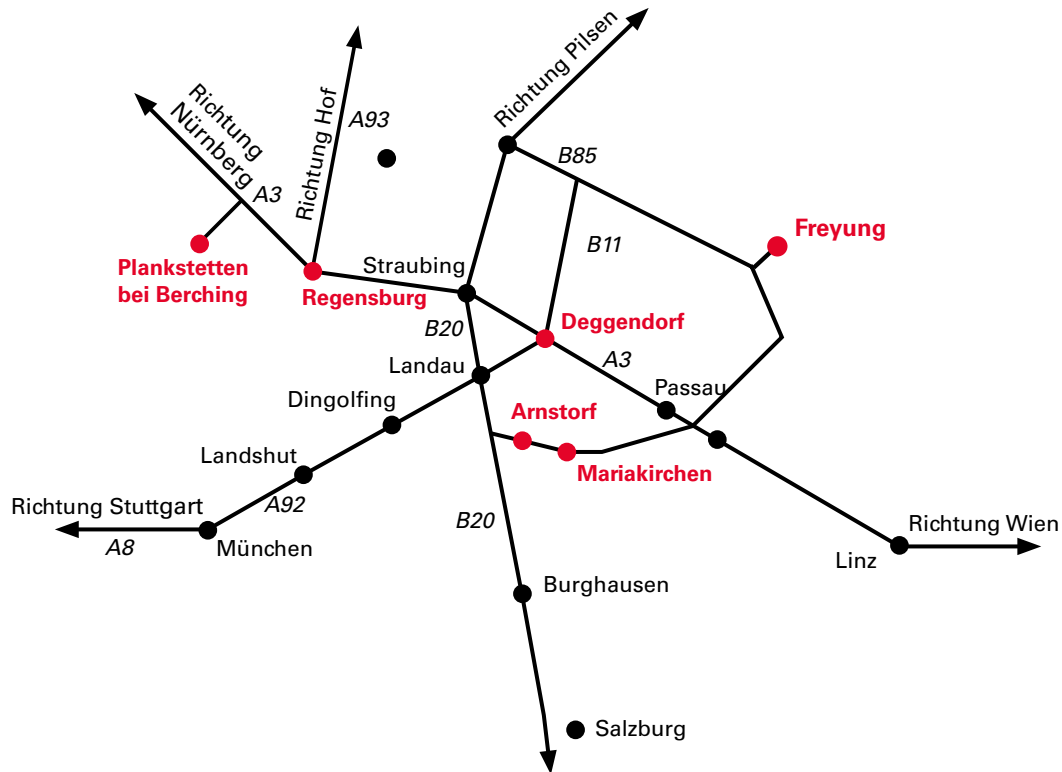 Richtung Pilsen
Richtung
Nürnberg
Richtung Hof
A93
B85
A3
Freyung
B11
Plankstetten
bei Berching
Straubing
Regensburg
B20
Deggendorf
Landau
A3
Passau
Dingolfing
Arnstorf
Landshut
Mariakirchen
Richtung Stuttgart
A92
A8
München
B20
Richtung Wien
Linz
Burghausen
Salzburg